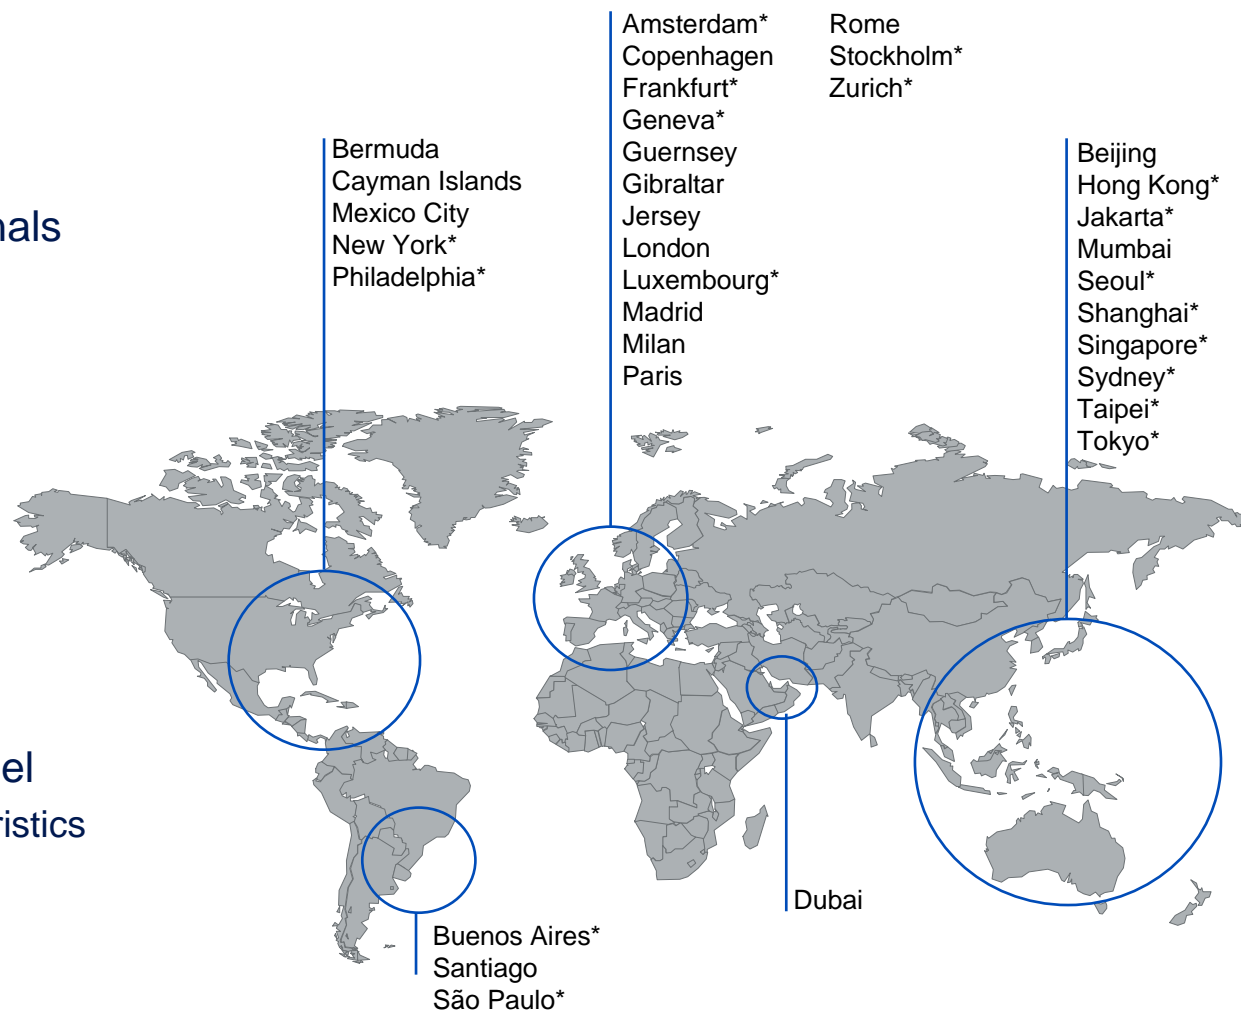 Amsterdam*
Copenhagen
Frankfurt*
Geneva*
Guernsey
Gibraltar
Jersey
London
Luxembourg*
Madrid
Milan
Paris
Rome
Stockholm*
Zurich*
Bermuda
Cayman Islands
Mexico City
New York*
Philadelphia*
Beijing
Hong Kong*
Jakarta*
Mumbai
Seoul*
Shanghai*
Singapore*
Sydney*
Taipei*
Tokyo*
nals
el
ristics
Dubai
Buenos Aires*
Santiago
São Paulo*